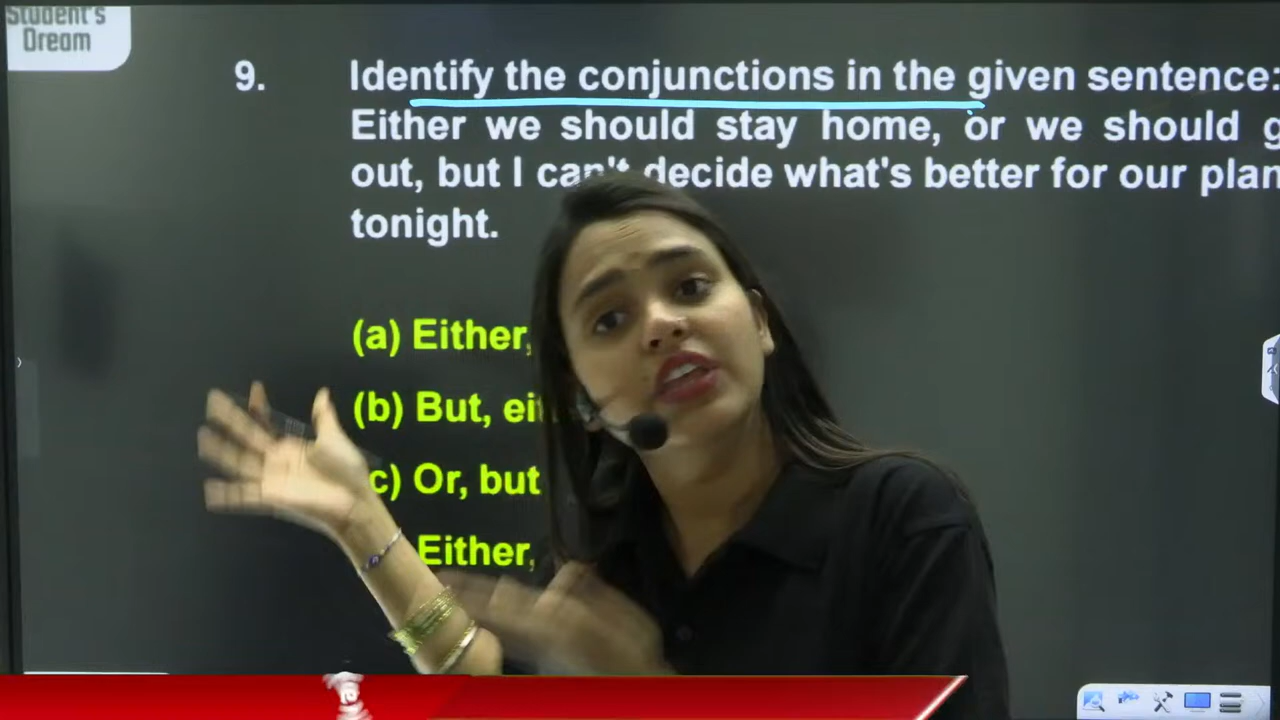 Student's
Dream
9. Identify the conjunctions in the given sentence:
Either we should stay home, or we should
out, but I can't decide what's better for our
tonight.
(a) Either,
(b) But,
c) Or, but
Either,